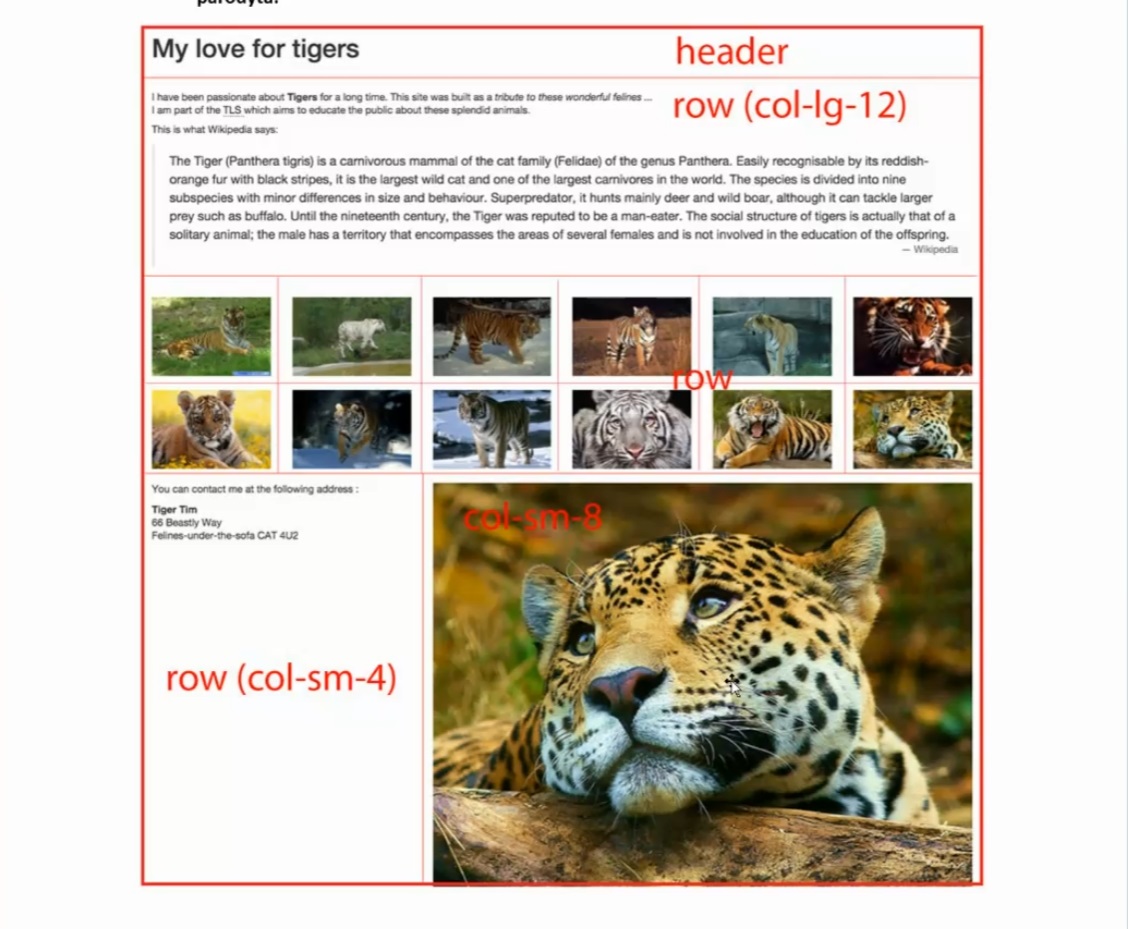 parodyta:
My love for tigers
header
I have been passionate about Tigers for a long time. This site was built as a tribute to these wonderful felines ...
I am part of the TLS which aims to educate the public about these splendid animals.
row (col-lg-12)
This is what Wikipedia says:
The Tiger (Panthera tigris) is a carnivorous mammal of the cat family (Felidae) of the genus Panthera. Easily recognisable by its reddish-
orange fur with black stripes, it is the largest wild cat and one of the largest carnivores in the world. The species is divided into nine
subspecies with minor differences in size and behaviour. Superpredator, it hunts mainly deer and wild boar, although it can tackle larger
prey such as buffalo. Until the nineteenth century, the Tiger was reputed to be a man-eater. The social structure of tigers is actually that of a
solitary animal; the male has a territory that encompasses the areas of several females and is not involved in the education of the offspring.
— Wikipedia
row
You can contact me at the following address :
Tiger Tim
66 Beastly Way
Felines-under-the-sofa CAT 4U2
col-sm-8
row (col-sm-4)